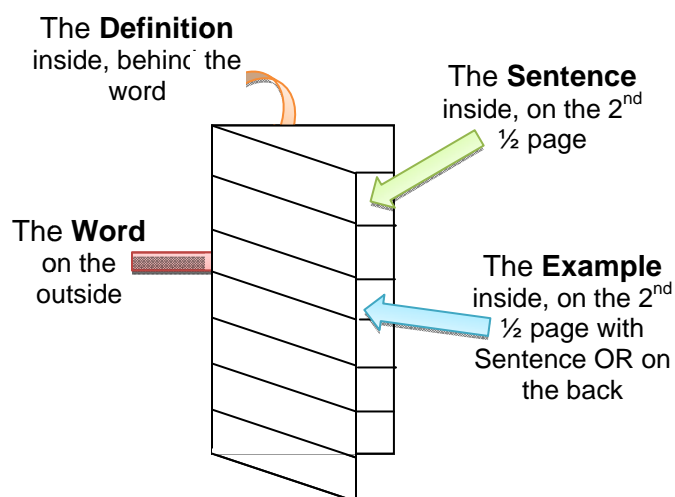 The Definition
inside, behind the
word
The Sentence
inside, on the 2nd
½ page
The Word
on the
outside
The Example
inside, on the 2nd
½ page with
Sentence OR on
the back